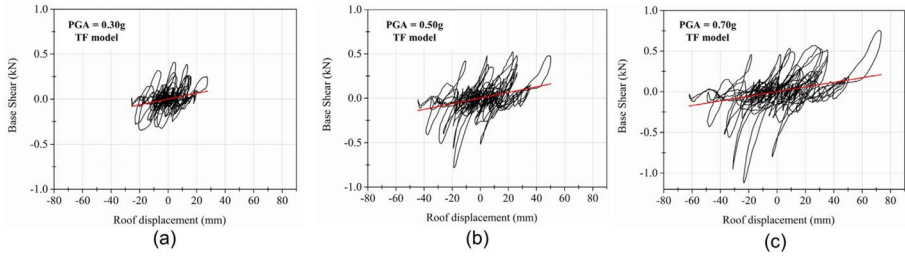 PGA = 0.30g
TF model
Base Shear (kN)
1.0
0.5
0.0
-0.5
-1.0
-80 -60 -40 -20 0 20 40 60 80
Roof displacement (mm)
(a)
PGA = 0.50g
TF model
Base Shear (kN)
1.0
0.5
0.0
-0.5
-1.0
-80 -60 -40 -20 0 20 40 60 80
Roof displacement (mm)
(b)
PGA = 0.70g
TF model
Base Shear (kN)
1.0
0.5
0.0
-0.5
-1.0
-80 -60 -40 -20 0 20 40 60 80
Roof displacement (mm)
(c)